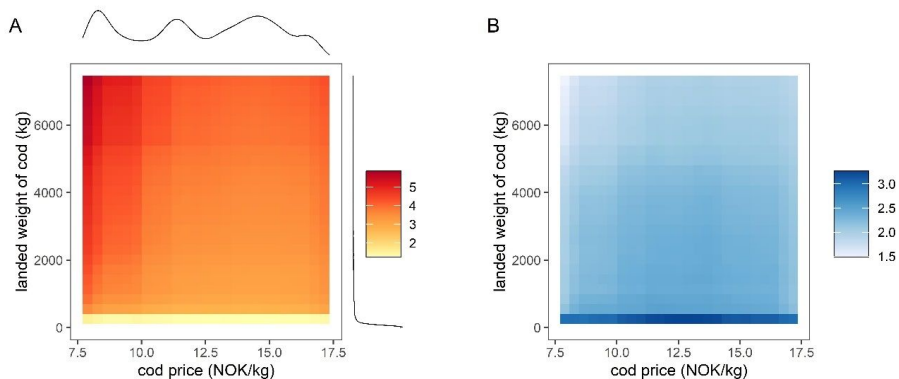 A
B
landed weight of cod (kg)
6000
4000
2000
0
7.5 10.0 12.5 15.0 17.5
cod price (NOK/kg)
5
4
3
2
landed weight of cod (kg)
6000
4000
2000
0
7.5 10.0 12.5 15.0 17.5
cod price (NOK/kg)
3.0
2.5
2.0
1.5